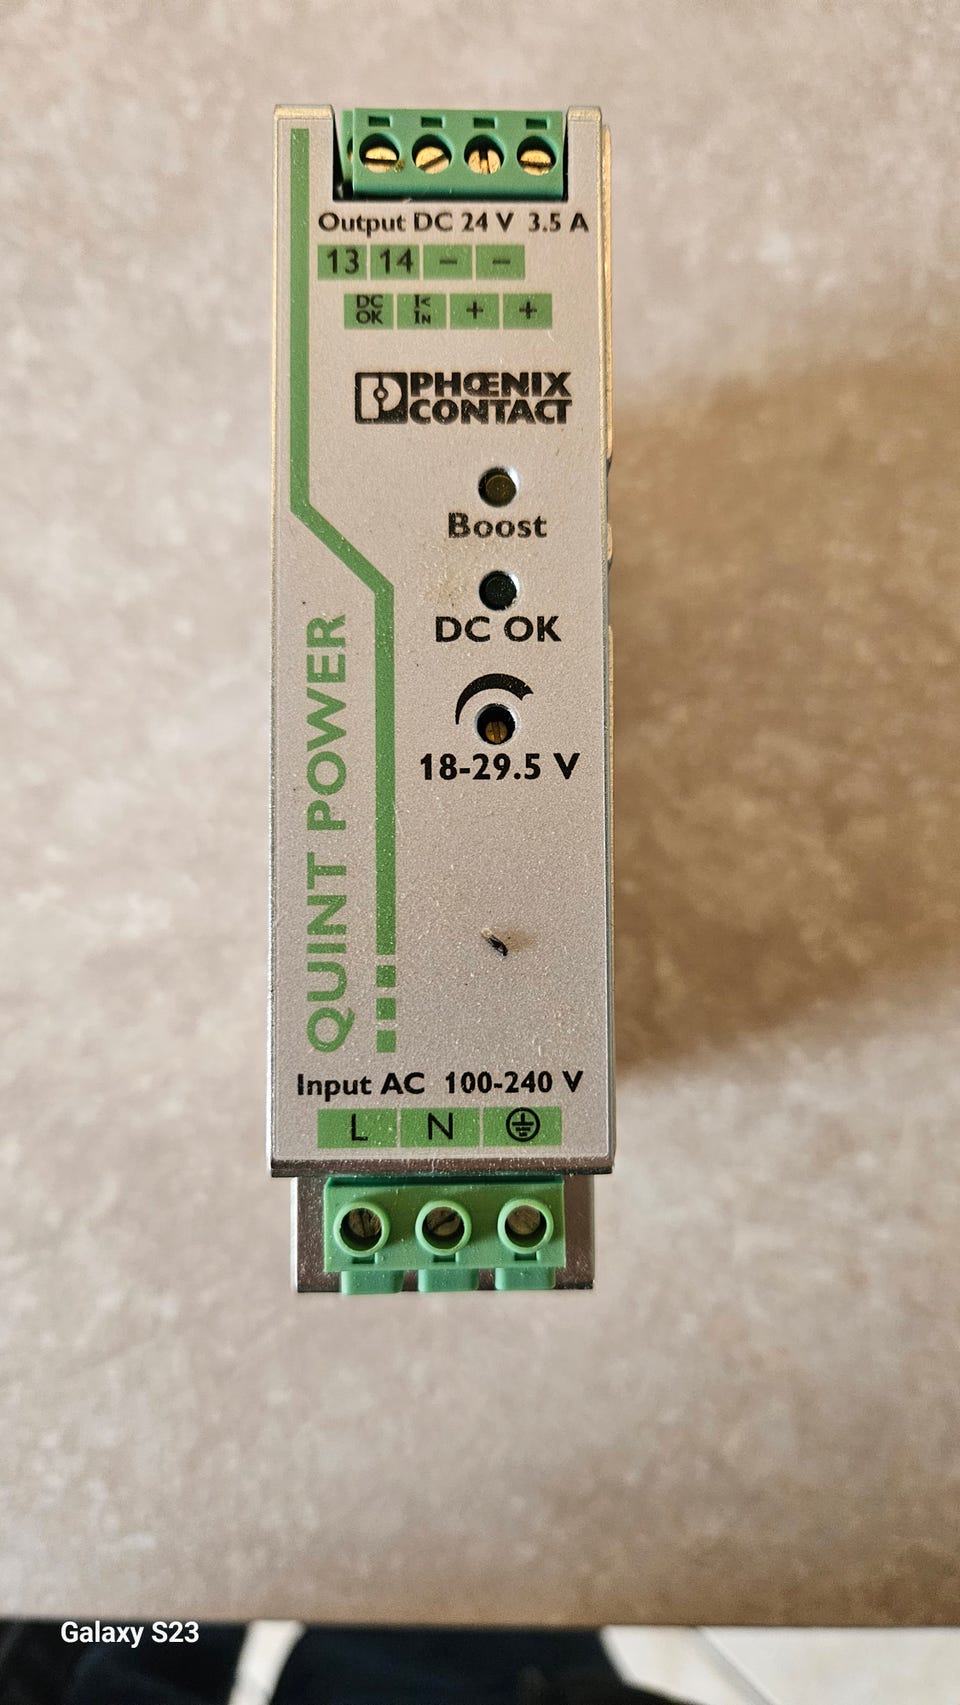 Output DC 24 V 3.5 A
13 14 − −
DC OK I< IN + +
PHŒNIX
CONTACT
Boost
DC OK
18-29.5 V
QUINT POWER
Input AC 100-240 V
L N
Galaxy S23